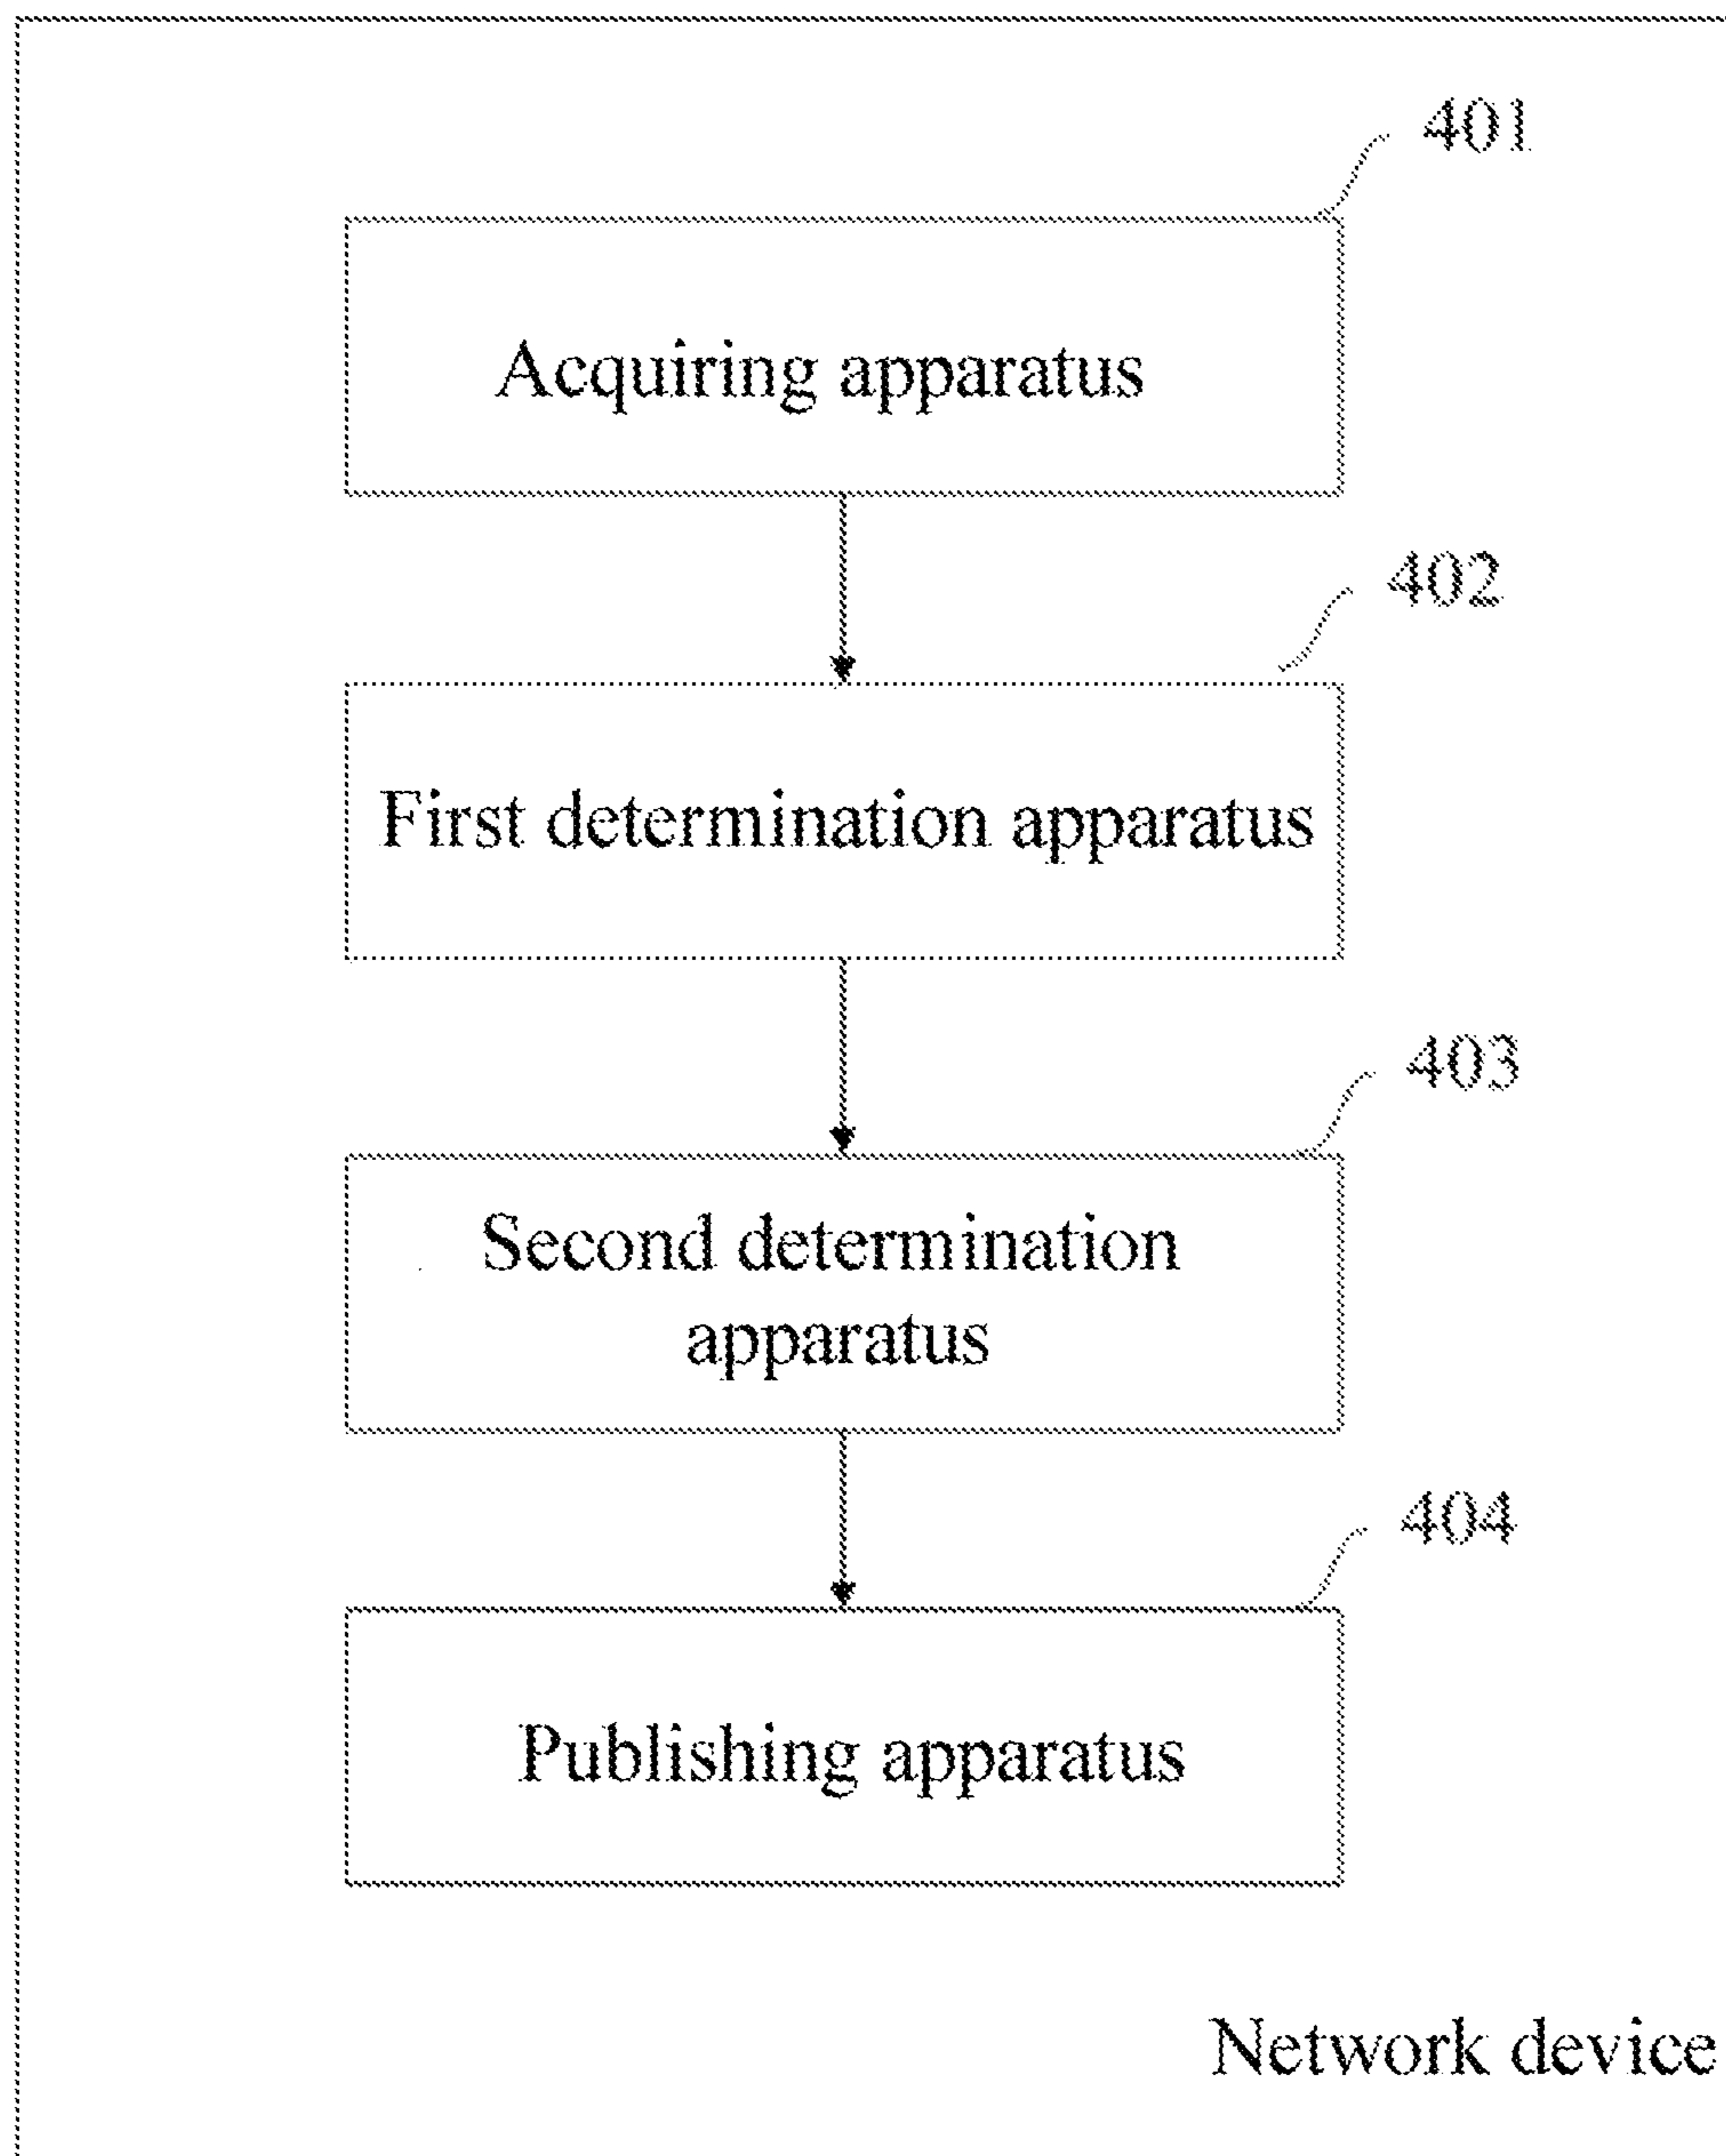 401
Acquiring apparatus
402
First determination apparatus
403
Second determination
apparatus
404
Publishing apparatus
Network device